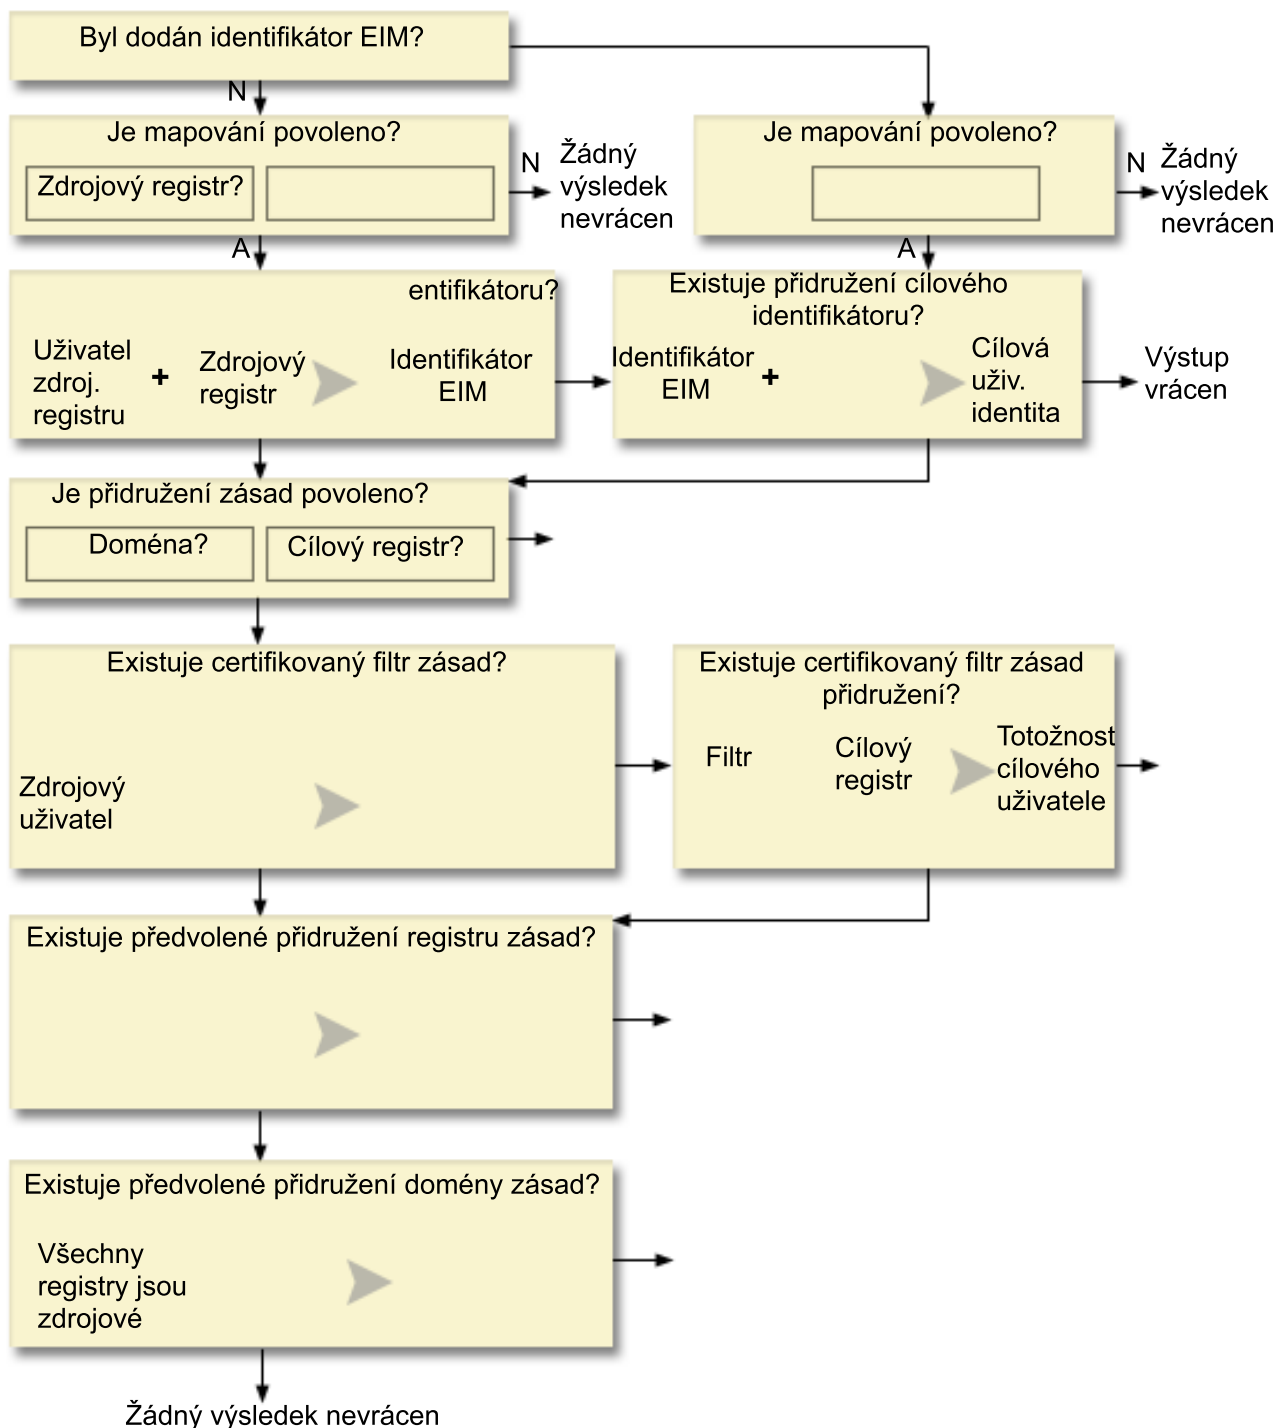 Byl dodán identifikátor EIM?
N
Je mapování povoleno?
Zdrojový registr?
N
Žádný
výsledek
nevrácen
Je mapování povoleno?
N
Žádný
výsledek
nevrácen
A
A
entifikátoru?
Uživatel
zdroj.
registru
+
Zdrojový
registr
Identifikátor
EIM
Existuje přidružení cílového
identifikátoru?
Identifikátor
EIM
+
Cílová
uživ.
identita
Výstup
vrácen
Je přidružení zásad povoleno?
Doména?
Cílový registr?
Existuje certifikovaný filtr zásad?
Zdrojový
uživatel
Existuje certifikovaný filtr zásad
přidružení?
Filtr
Cílový
registr
Totožnost
cílového
uživatele
Existuje předvolené přidružení registru zásad?
Existuje předvolené přidružení domény zásad?
Všechny
registry jsou
zdrojové
Žádný výsledek nevrácen